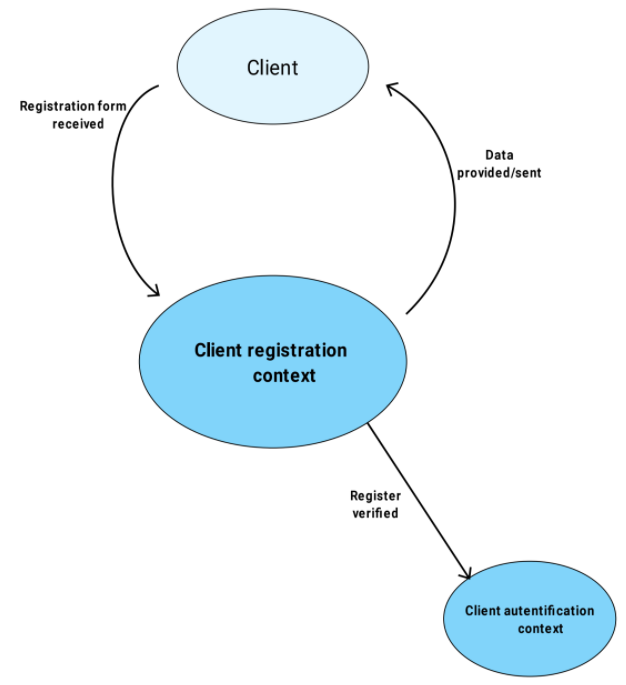 Client
Registration form
received
Data
provided/sent
Client registration
context
Register
verified
Client autentification
context